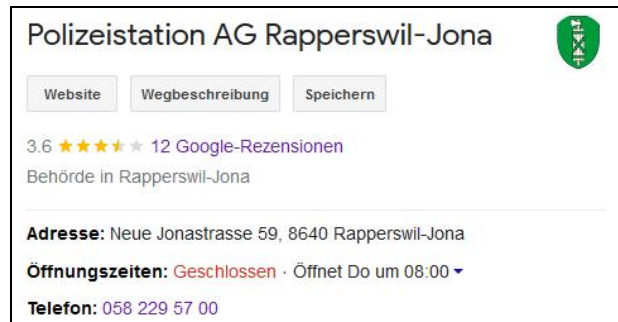 Polizeistation AG Rapperswil-Jona
Website Wegbeschreibung Speichern
3.6 12 Google-Rezensionen
Behörde in Rapperswil-Jona
Adresse: Neue Jonastrasse 59, 8640 Rapperswil-Jona
Öffnungszeiten: Geschlossen · Öffnet Do um 08:00
Telefon: 058 229 57 00